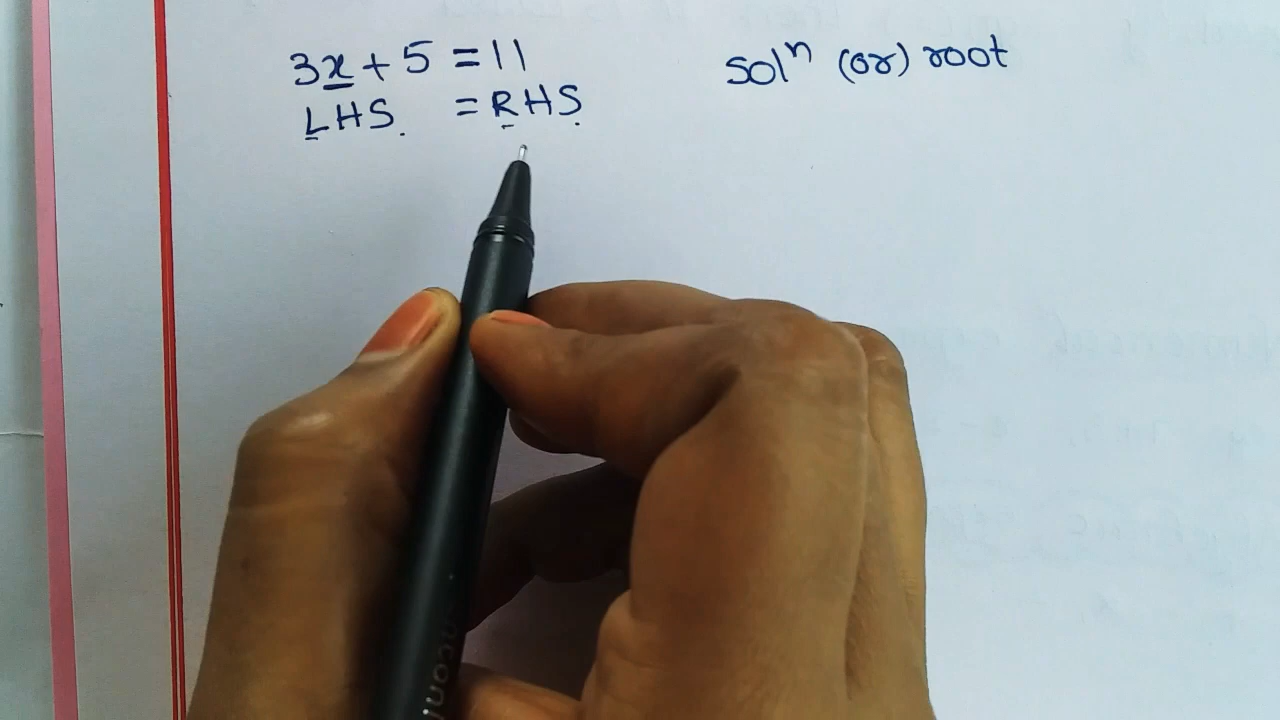 3x + 5 = 11
LHS = RHS
solⁿ (or) root